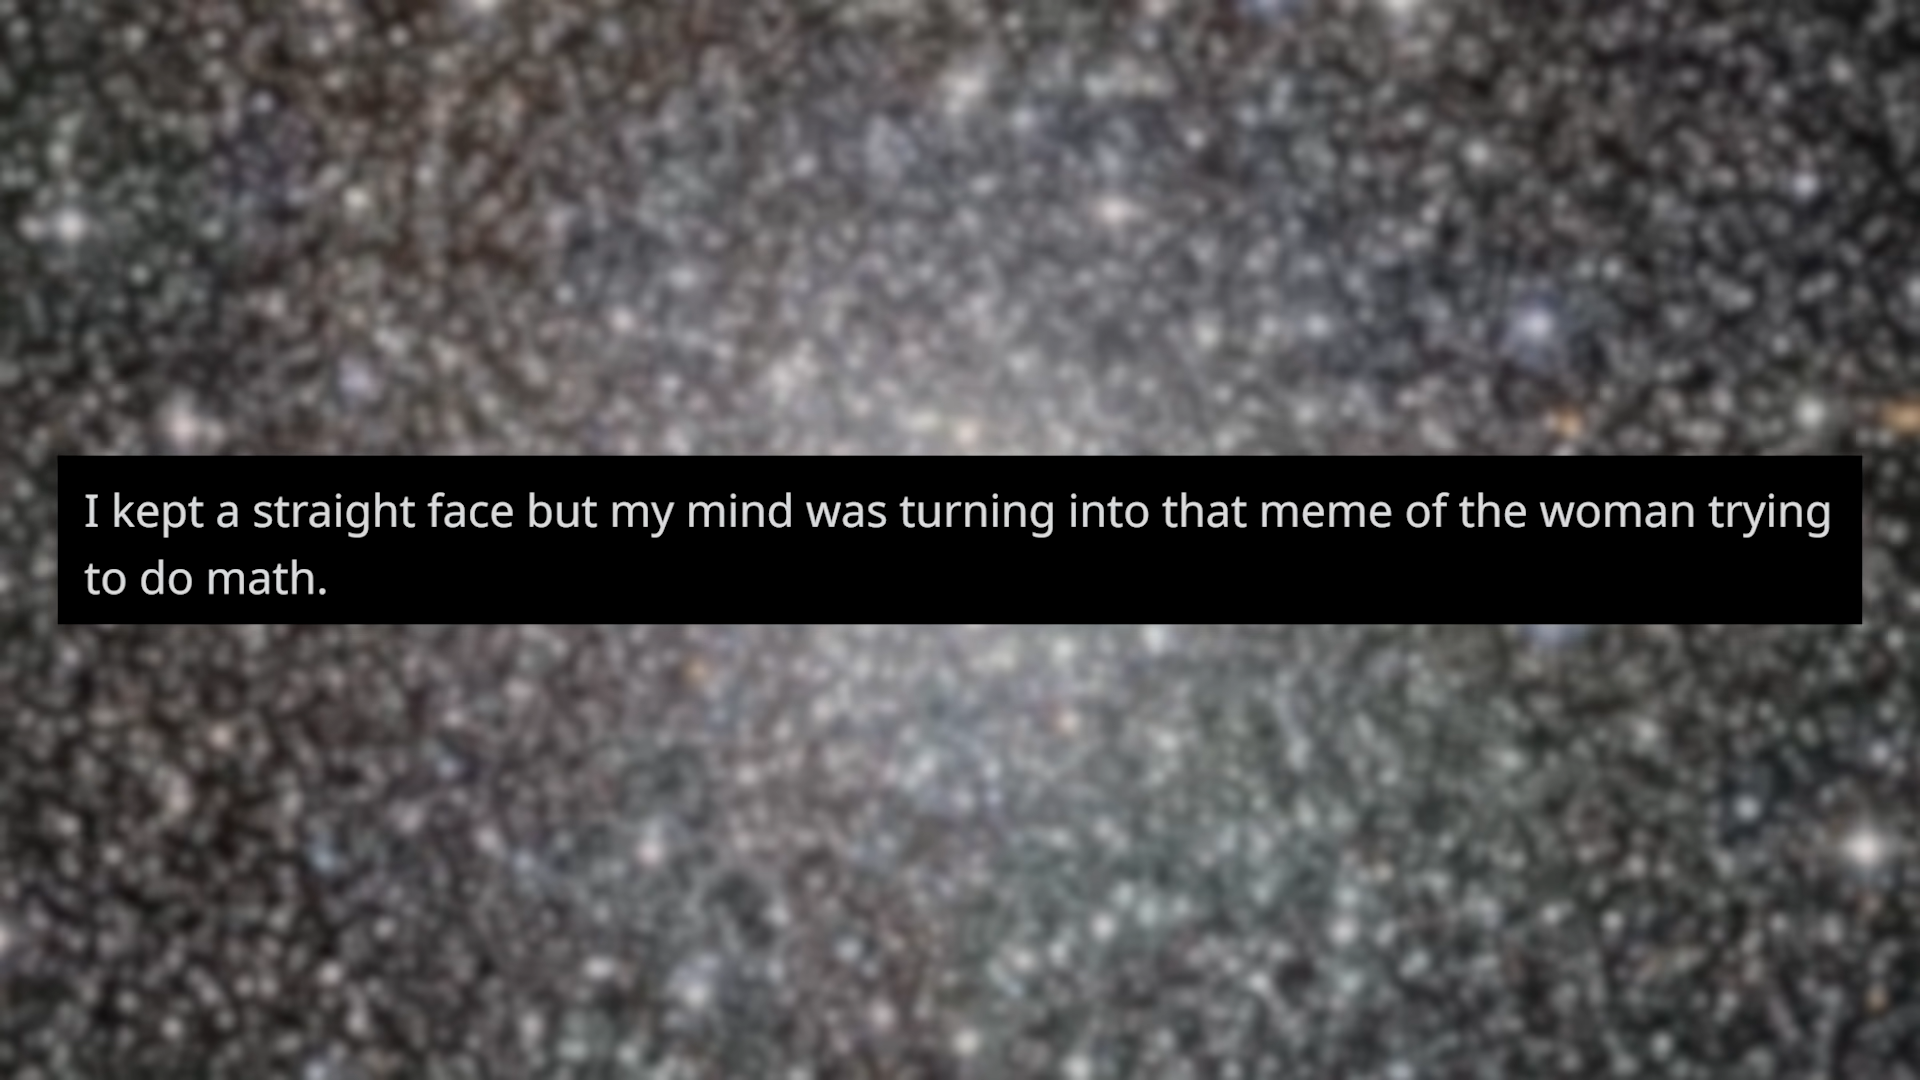 I kept a straight face but my mind was turning into that meme of the woman trying
to do math.